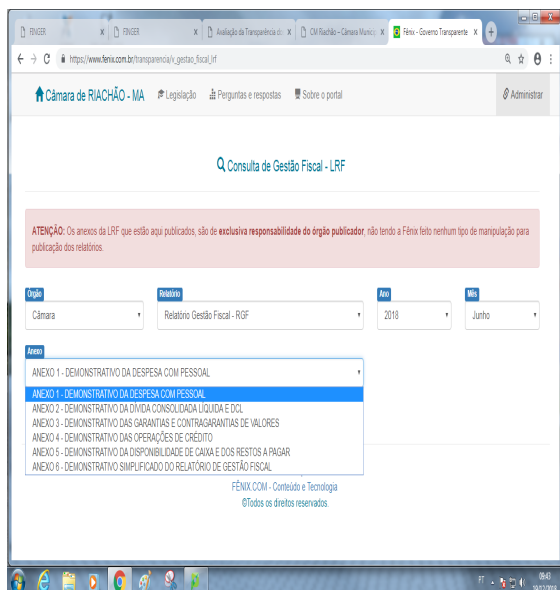 FINGER
FINGER
Avaliação da Transparência do
CM Riachão – Câmara Munici
Fênix - Governo Transparente
https://www.fenix.com.br/transparencia/v_gestao_fiscal_lrf
Câmara de RIACHÃO - MA
Legislação
Perguntas e respostas
Sobre o portal
Administrar
Consulta de Gestão Fiscal - LRF
ATENÇÃO: Os anexos da LRF que estão aqui publicados, são de exclusiva responsabilidade do órgão publicador, não tendo a Fênix feito nenhum tipo de manipulação para
publicação dos relatórios.
Órgão
Relatório
Ano
Mês
Câmara
Relatório Gestão Fiscal - RGF
2018
Junho
Anexo
ANEXO 1 - DEMONSTRATIVO DA DESPESA COM PESSOAL
ANEXO 1 - DEMONSTRATIVO DA DESPESA COM PESSOAL
ANEXO 2 - DEMONSTRATIVO DA DÍVIDA CONSOLIDADA LÍQUIDA E DCL
ANEXO 3 - DEMONSTRATIVO DAS GARANTIAS E CONTRAGARANTIAS DE VALORES
ANEXO 4 - DEMONSTRATIVO DAS OPERAÇÕES DE CRÉDITO
ANEXO 5 - DEMONSTRATIVO DA DISPONIBILIDADE DE CAIXA E DOS RESTOS A PAGAR
ANEXO 6 - DEMONSTRATIVO SIMPLIFICADO DO RELATÓRIO DE GESTÃO FISCAL
FÊNIX.COM - Conteúdo e Tecnologia
©Todos os direitos reservados.
PT
09:43